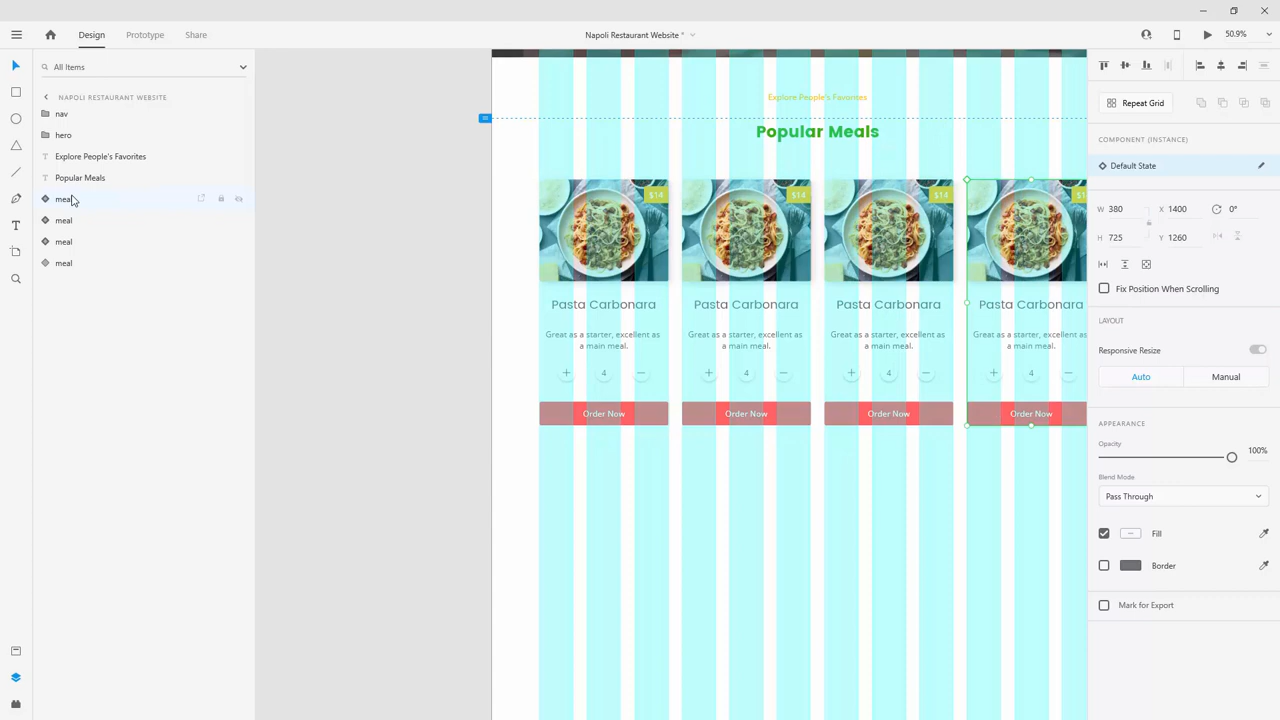 Design Prototype Share Napoli Restaurant Website * 50.9%
All Items
NAPOLI RESTAURANT WEBSITE
nav
hero
Explore People's Favorites
Popular Meals
meal
meal
meal
meal
Explore People's Favorites
Popular Meals
$14 $14 $14
Pasta Carbonara Pasta Carbonara Pasta Carbonara Pasta Carbonara
Great as a starter, excellent as Great as a starter, excellent as Great as a starter, excellent as Great as a starter, excellent as
a main meal. a main meal. a main meal. a main meal.
+ 4 − + 4 − + 4 − + 4 −
Order Now Order Now Order Now Order Now
Repeat Grid
COMPONENT (INSTANCE)
Default State
W 380 X 1400 0°
H 725 Y 1260
Fix Position When Scrolling
LAYOUT
Responsive Resize
Auto Manual
APPEARANCE
Opacity
100%
Blend Mode
Pass Through
Fill
Border
Mark for Export